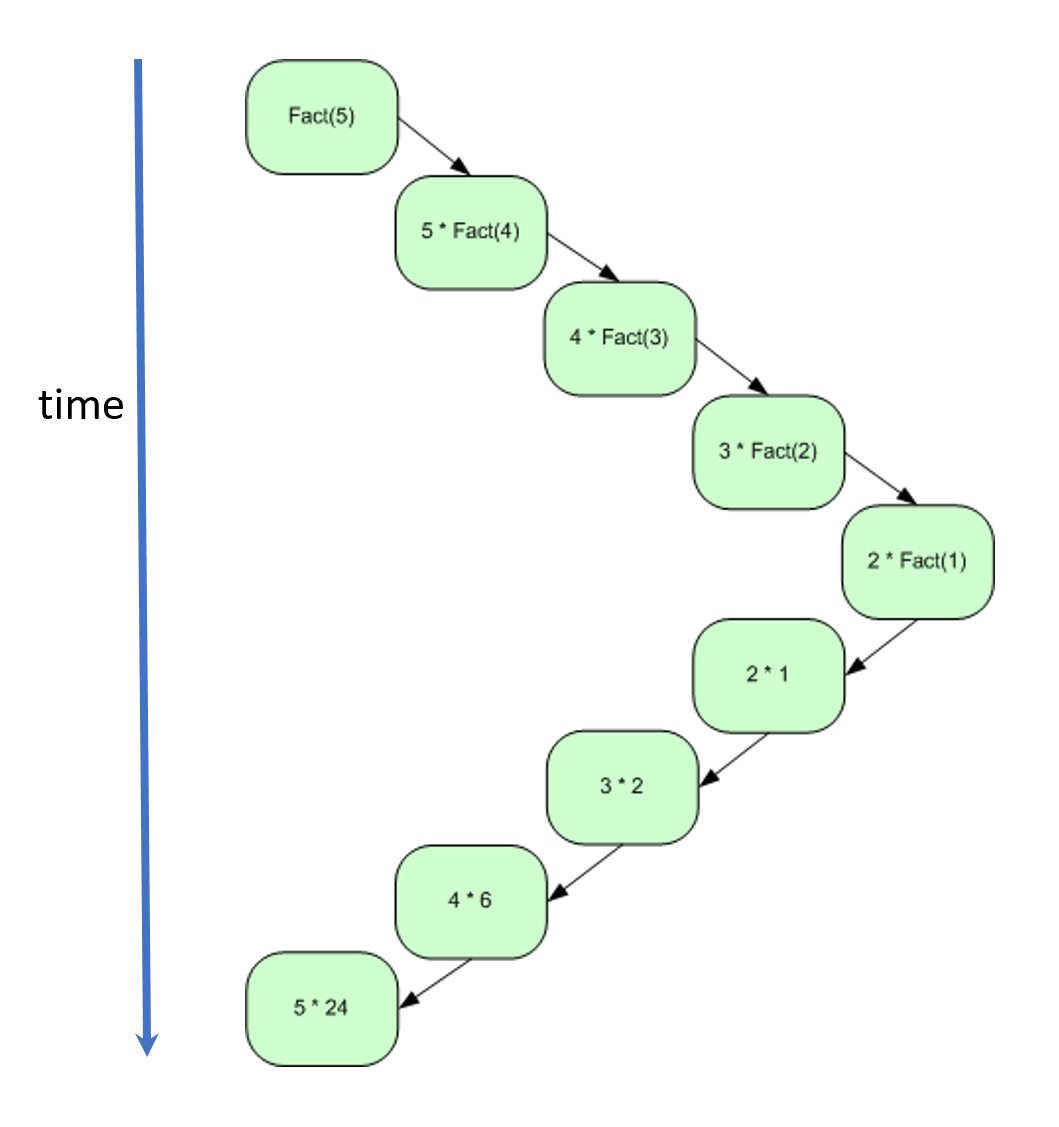 Fact(5)
5 * Fact(4)
4 * Fact(3)
time
3 * Fact(2)
2 * Fact(1)
2 * 1
3 * 2
4 * 6
5 * 24